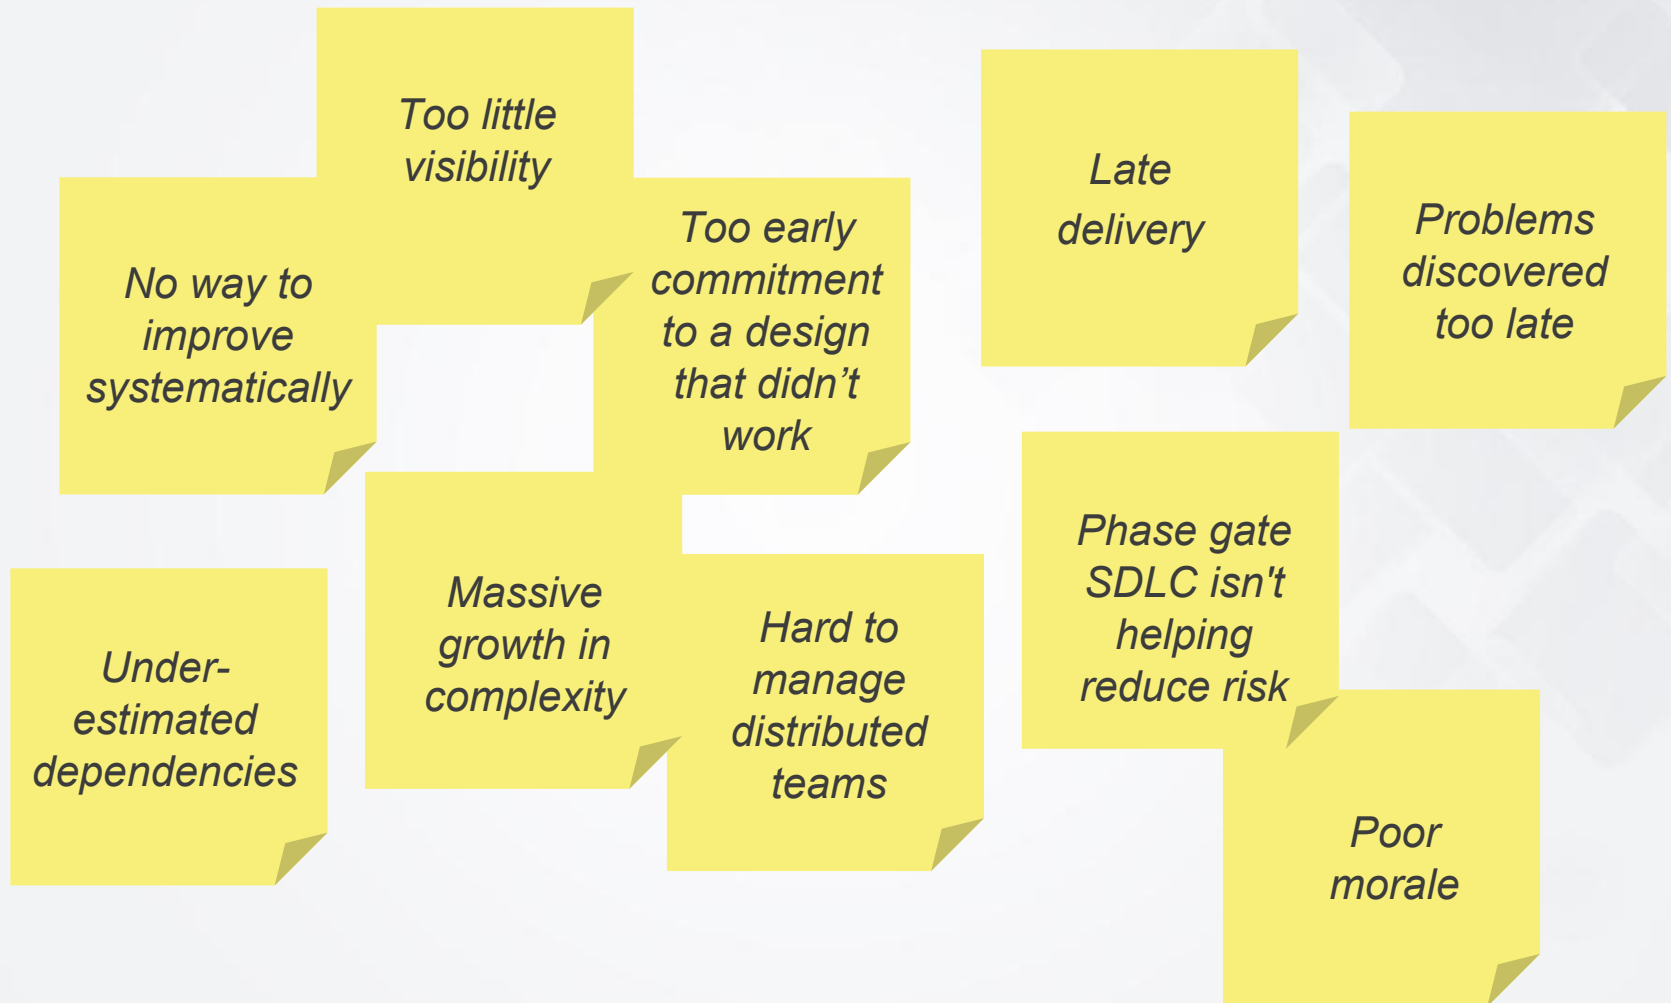 Too little
visibility
No way to
improve
systematically
Too early
commitment
to a design
that didn’t
work
Late
delivery
Problems
discovered
too late
Under-
estimated
dependencies
Massive
growth in
complexity
Hard to
manage
distributed
teams
Phase gate
SDLC isn't
helping
reduce risk
Poor
morale